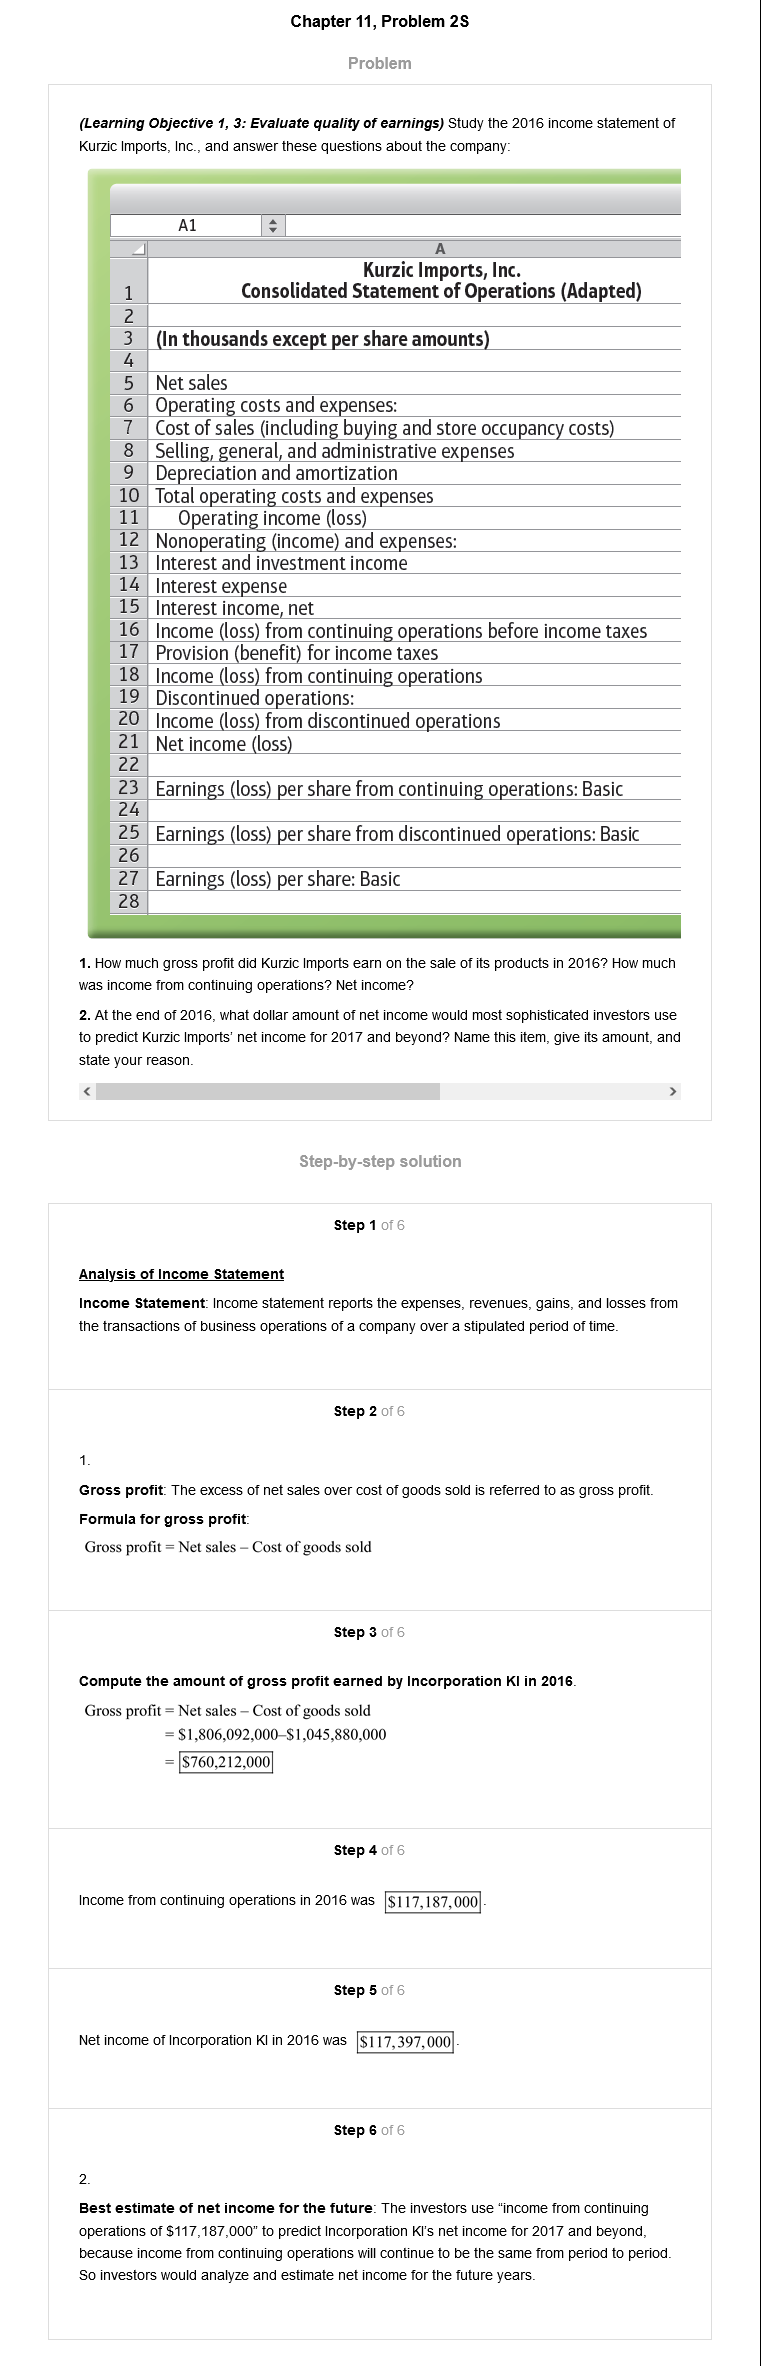 Chapter 11, Problem 2S
Problem
(Learning Objective 1, 3: Evaluate quality of earnings) Study the 2016 income statement of
Kurzic Imports, Inc., and answer these questions about the company:
A1
A
Kurzic Imports, Inc.
1 Consolidated Statement of Operations (Adapted)
2
3 (In thousands except per share amounts)
4
5 Net sales
6 Operating costs and expenses:
7 Cost of sales (including buying and store occupancy costs)
8 Selling, general, and administrative expenses
9 Depreciation and amortization
10 Total operating costs and expenses
11 Operating income (loss)
12 Nonoperating (income) and expenses:
13 Interest and investment income
14 Interest expense
15 Interest income, net
16 Income (loss) from continuing operations before income taxes
17 Provision (benefit) for income taxes
18 Income (loss) from continuing operations
19 Discontinued operations:
20 Income (loss) from discontinued operations
21 Net income (loss)
22
23 Earnings (loss) per share from continuing operations: Basic
24
25 Earnings (loss) per share from discontinued operations: Basic
26
27 Earnings (loss) per share: Basic
28
1. How much gross profit did Kurzic Imports earn on the sale of its products in 2016? How much
was income from continuing operations? Net income?
2. At the end of 2016, what dollar amount of net income would most sophisticated investors use
to predict Kurzic Imports' net income for 2017 and beyond? Name this item, give its amount, and
state your reason.
Step-by-step solution
Step 1 of 6
Analysis of Income Statement
Income Statement: Income statement reports the expenses, revenues, gains, and losses from
the transactions of business operations of a company over a stipulated period of time.
Step 2 of 6
1.
Gross profit: The excess of net sales over cost of goods sold is referred to as gross profit.
Formula for gross profit:
Gross profit = Net sales – Cost of goods sold
Step 3 of 6
Compute the amount of gross profit earned by Incorporation KI in 2016.
Gross profit = Net sales – Cost of goods sold
= $1,806,092,000–$1,045,880,000
= $760,212,000
Step 4 of 6
Income from continuing operations in 2016 was $117,187,000.
Step 5 of 6
Net income of Incorporation KI in 2016 was $117,397,000.
Step 6 of 6
2.
Best estimate of net income for the future: The investors use “income from continuing
operations of $117,187,000” to predict Incorporation KI's net income for 2017 and beyond,
because income from continuing operations will continue to be the same from period to period.
So investors would analyze and estimate net income for the future years.